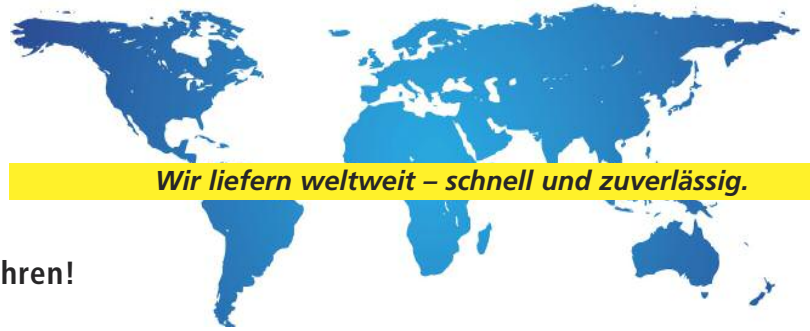 Wir liefern weltweit – schnell und zuverlässig.
hren!